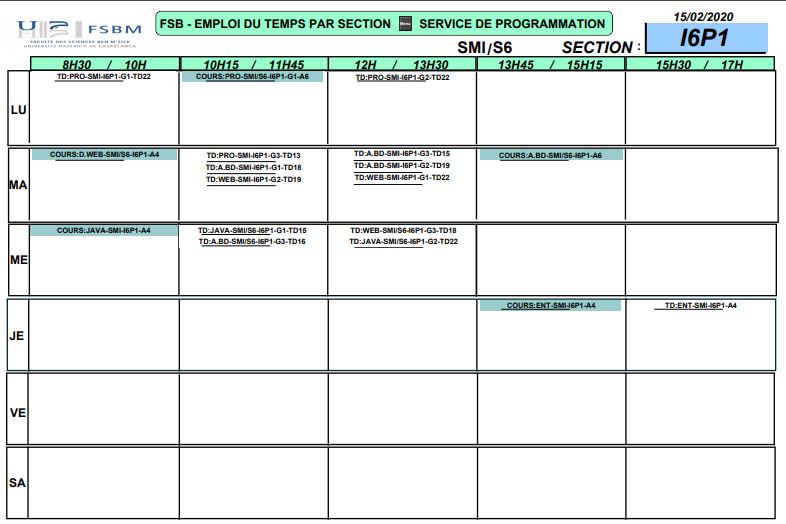 UH2C FSBM
FACULTÉ DES SCIENCES BEN M'SICK
UNIVERSITÉ HASSAN II DE CASABLANCA
FSB - EMPLOI DU TEMPS PAR SECTION Menu SERVICE DE PROGRAMMATION
15/02/2020
SMI/S6 SECTION : I6P1
8H30 / 10H 10H15 / 11H45 12H / 13H30 13H45 / 15H15 15H30 / 17H
LU
TD:PRO-SMI-I6P1-G1-TD22 COURS:PRO-SMI/S6-I6P1-G1-A6 TD:PRO-SMI-I6P1-G2-TD22
MA
COURS:D.WEB-SMI/S6-I6P1-A4 TD:PRO-SMI-I6P1-G3-TD13 TD:A.BD-SMI-I6P1-G3-TD15 COURS:A.BD-SMI/S6-I6P1-A6
TD:A.BD-SMI-I6P1-G1-TD18 TD:A.BD-SMI-I6P1-G2-TD19
TD:WEB-SMI-I6P1-G2-TD19 TD:WEB-SMI-I6P1-G1-TD22
ME
COURS:JAVA-SMI-I6P1-A4 TD:JAVA-SMI/S6-I6P1-G1-TD15 TD:WEB-SMI/S6-I6P1-G3-TD18
TD:A.BD-SMI/S6-I6P1-G3-TD16 TD:JAVA-SMI/S6-I6P1-G2-TD22
JE
COURS:ENT-SMI-I6P1-A4 TD:ENT-SMI-I6P1-A4
VE
SA